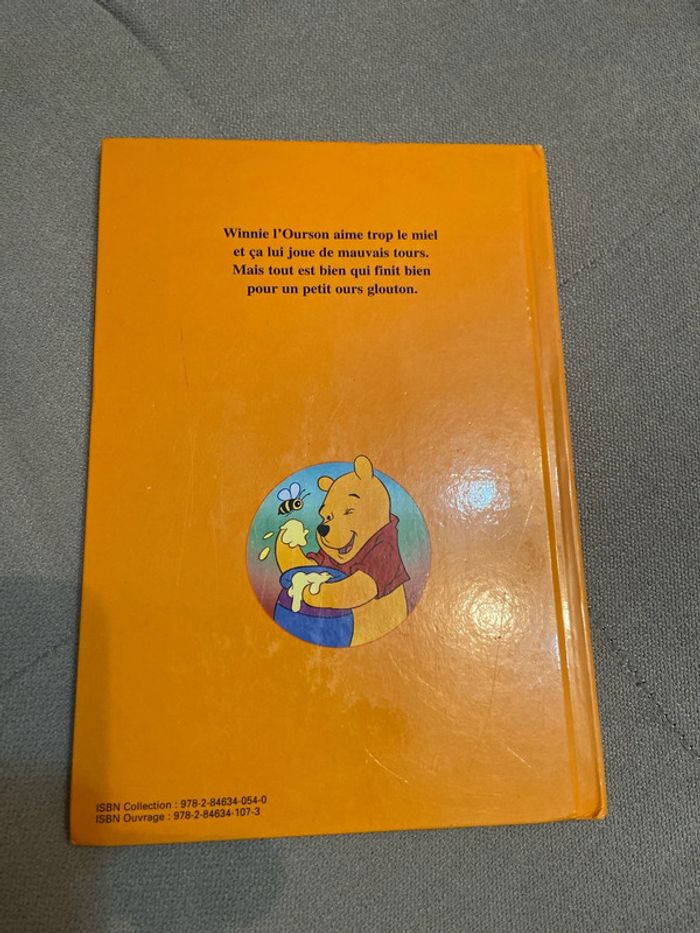 Winnie l'Ourson aime trop le miel
et ça lui joue de mauvais tours.
Mais tout est bien qui finit bien
pour un petit ours glouton.
ISBN Collection : 978-2-84634-054-0
ISBN Ouvrage : 978-2-84634-107-3